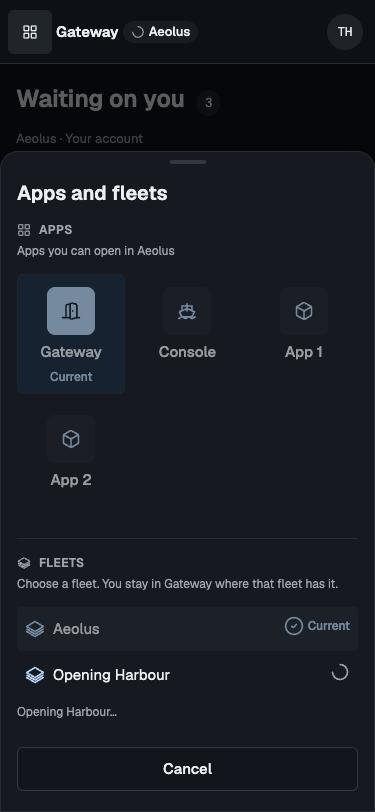 Gateway
Aeolus
TH
Waiting on you 3
Aeolus · Your account
Apps and fleets
APPS
Apps you can open in Aeolus
Gateway
Console
App 1
Current
App 2
FLEETS
Choose a fleet. You stay in Gateway where that fleet has it.
Aeolus
Current
Opening Harbour
Opening Harbour...
Cancel